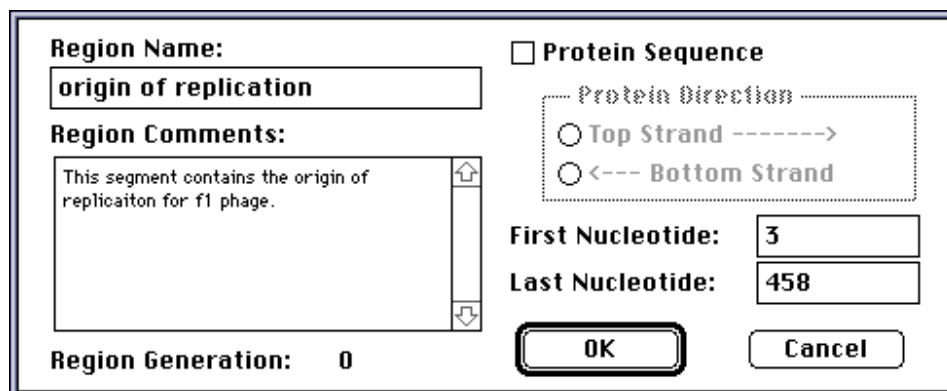 Region Name:
origin of replication
Region Comments:
This segment contains the origin of
replicaiton for f1 phage.
Region Generation: 0
Protein Sequence
Protein Direction
Top Strand ------->
<--- Bottom Strand
First Nucleotide: 3
Last Nucleotide: 458
OK Cancel